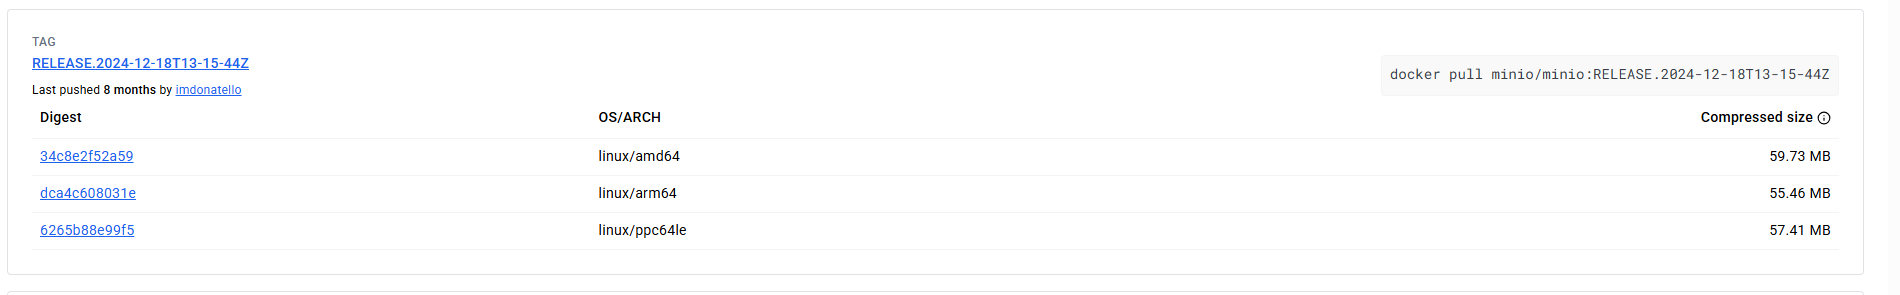 TAG
RELEASE.2024-12-18T13-15-44Z
docker pull minio/minio:RELEASE.2024-12-18T13-15-44Z
Last pushed 8 months by imdonatello
Digest OS/ARCH Compressed size
34c8e2f52a59 linux/amd64 59.73 MB
dca4c608031e linux/arm64 55.46 MB
6265b88e99f5 linux/ppc64le 57.41 MB